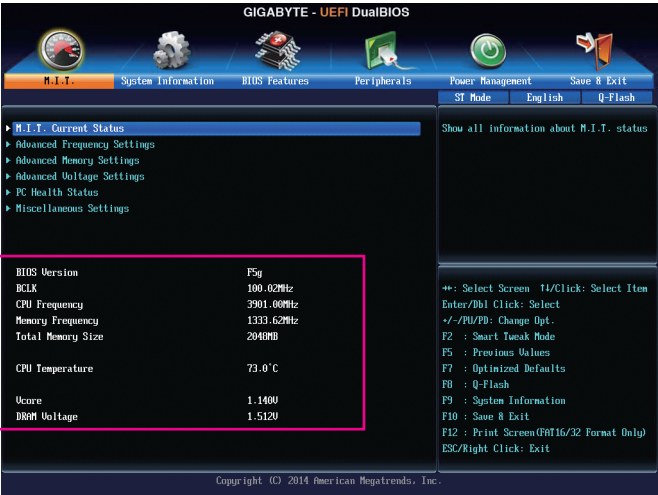 GIGABYTE - UEFI DualBIOS
M.I.T. System Information BIOS Features Peripherals Power Management Save & Exit
ST Mode English Q-Flash
M.I.T. Current Status
Advanced Frequency Settings
Advanced Memory Settings
Advanced Voltage Settings
PC Health Status
Miscellaneous Settings
Show all information about M.I.T. status
BIOS Version F5g
BCLK 100.02MHz
CPU Frequency 3901.00MHz
Memory Frequency 1333.62MHz
Total Memory Size 2048MB
CPU Temperature 73.0°C
Vcore 1.140V
DRAM Voltage 1.512V
↔: Select Screen ↑↓/Click: Select Item
Enter/Dbl Click: Select
+/-/PU/PD: Change Opt.
F2 : Smart Tweak Mode
F5 : Previous Values
F7 : Optimized Defaults
F8 : Q-Flash
F9 : System Information
F10 : Save & Exit
F12 : Print Screen(FAT16/32 Format Only)
ESC/Right Click: Exit
Copyright (C) 2014 American Megatrends, Inc.